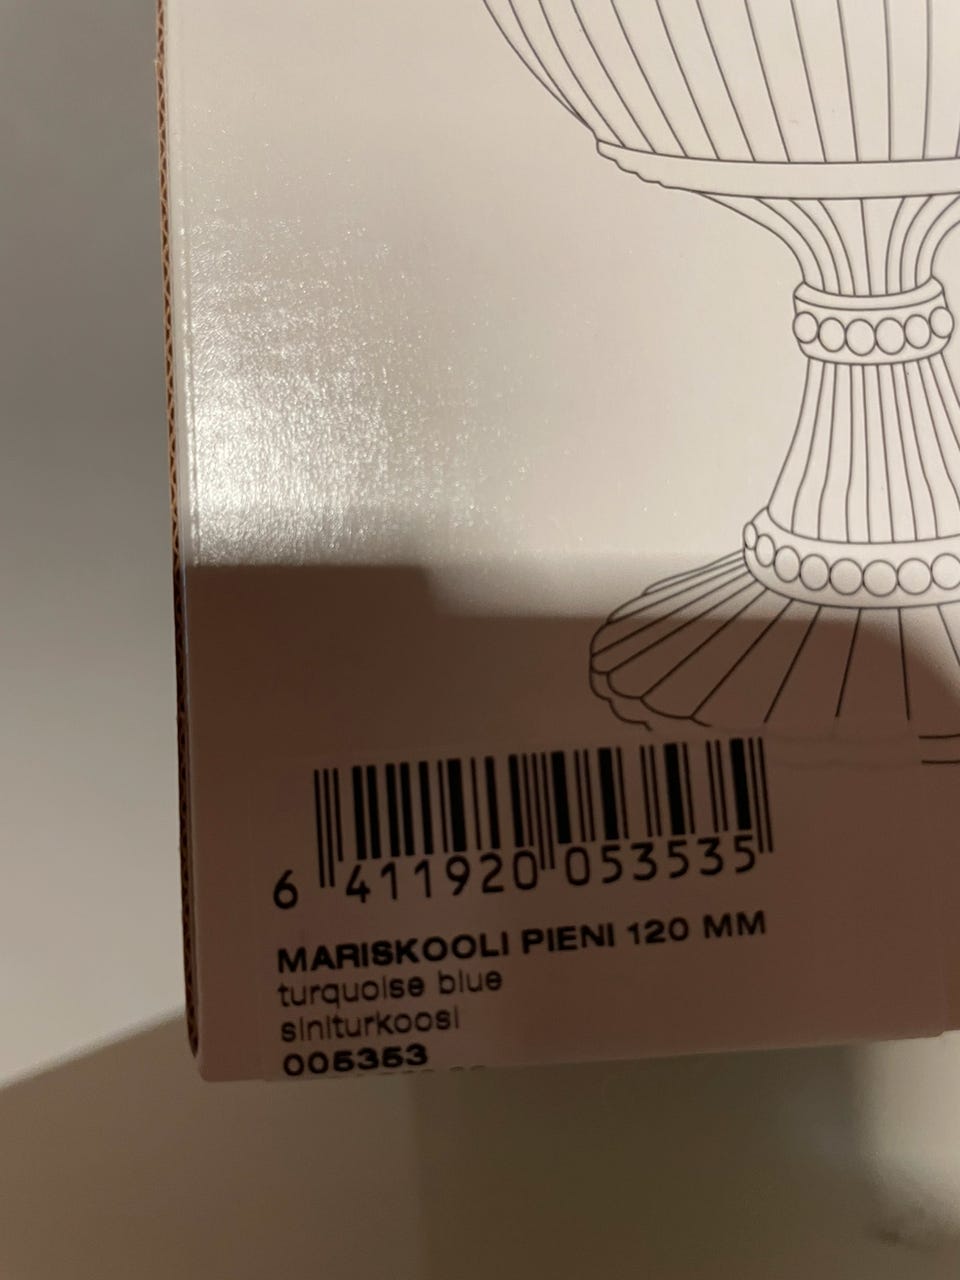 6 411920 053535
MARISKOOLI PIENI 120 MM
turquoise blue
siniturkoosi
005353